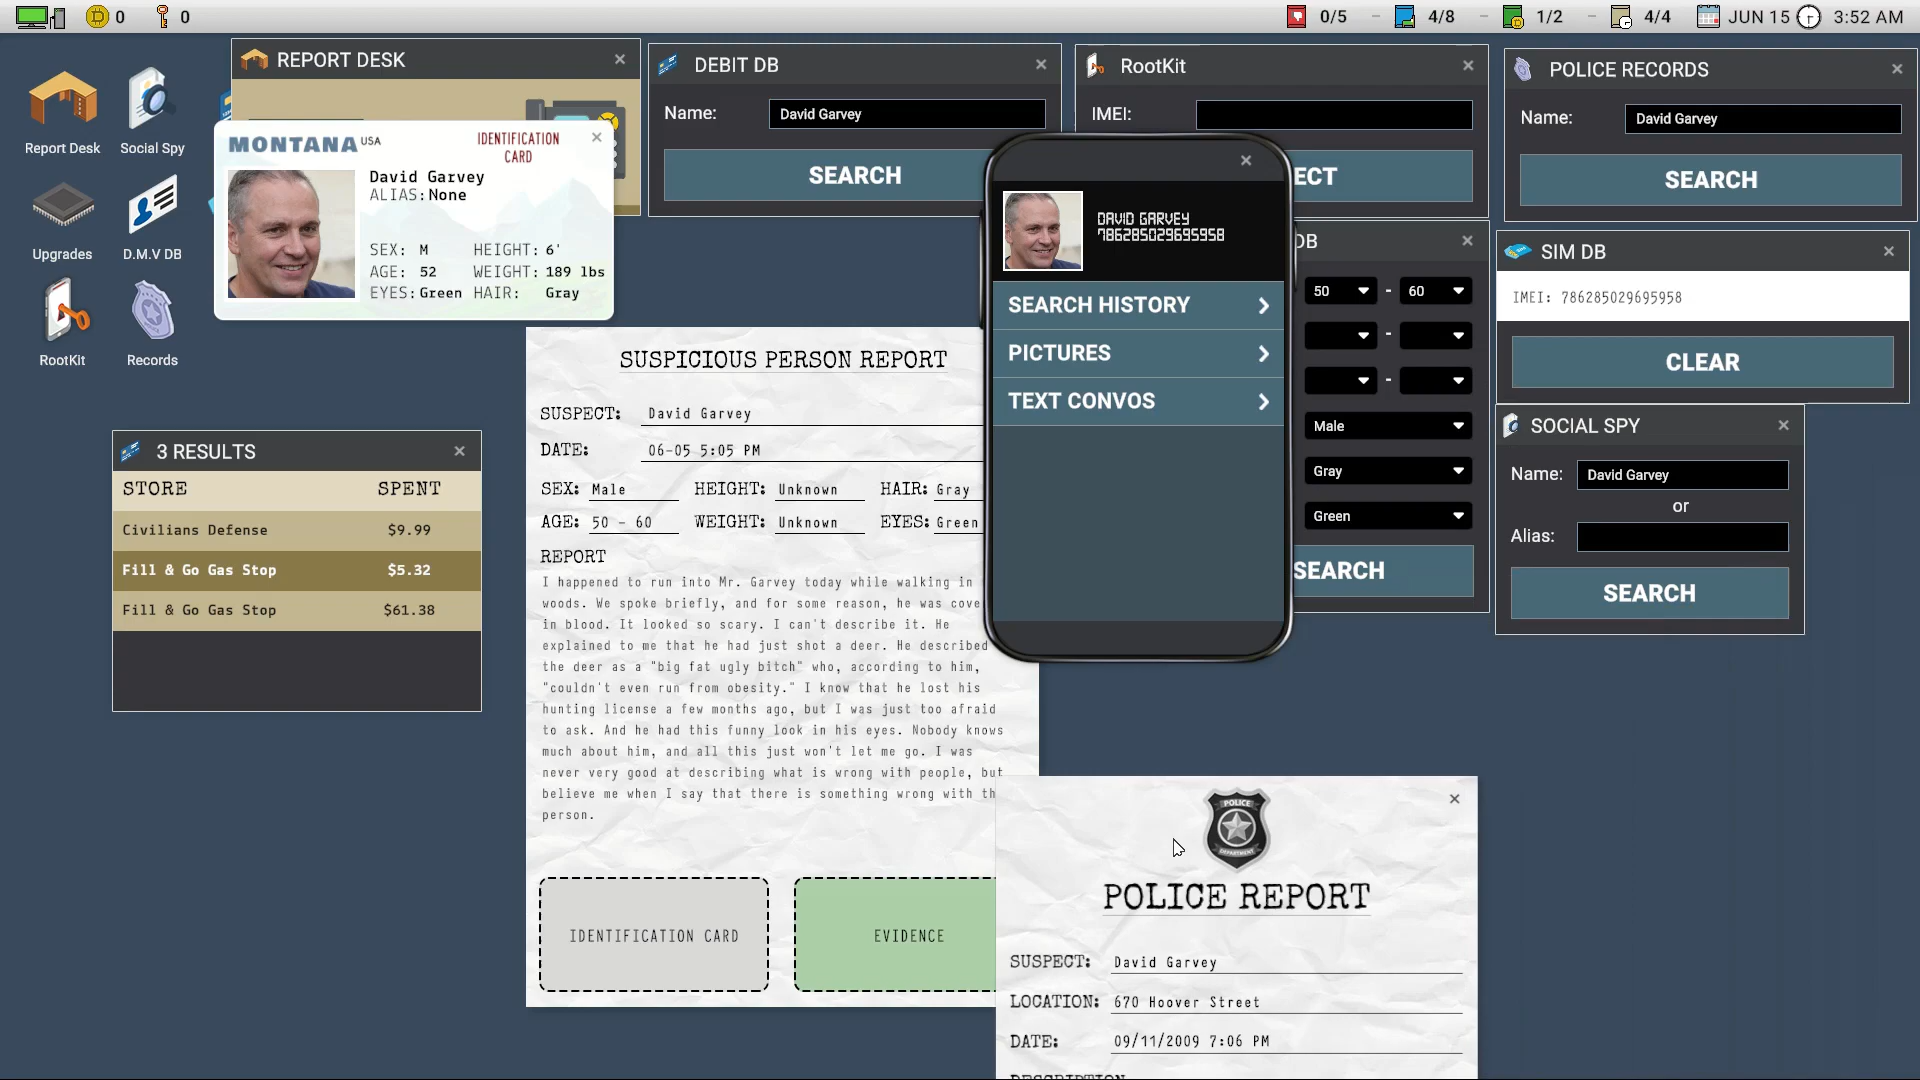 0
0
0/5
4/8
1/2
4/4
JUN 15
3:52 AM
Report Desk
Social Spy
Upgrades
D.M.V DB
RootKit
Records
REPORT DESK
MONTANA USA
IDENTIFICATION
CARD
David Garvey
ALIAS: None
SEX: M HEIGHT: 6'
AGE: 52 WEIGHT: 189 lbs
EYES: Green HAIR: Gray
DEBIT DB
Name: David Garvey
SEARCH
RootKit
IMEI:
ECT
POLICE RECORDS
Name: David Garvey
SEARCH
DAVID GARVEY
786285029695958
SEARCH HISTORY
PICTURES
TEXT CONVOS
DB
50 - 60
-
-
Male
Gray
Green
SEARCH
SIM DB
IMEI: 786285029695958
CLEAR
SOCIAL SPY
Name: David Garvey
or
Alias:
SEARCH
3 RESULTS
STORE SPENT
Civilians Defense $9.99
Fill & Go Gas Stop $5.32
Fill & Go Gas Stop $61.38
SUSPICIOUS PERSON REPORT
SUSPECT: David Garvey
DATE: 06-05 5:05 PM
SEX: Male HEIGHT: Unknown HAIR: Gray
AGE: 50 - 60 WEIGHT: Unknown EYES: Green
REPORT
I happened to run into Mr. Garvey today while walking in
woods. We spoke briefly, and for some reason, he was
in blood. It looked so scary. I can't describe it. He
explained to me that he had just shot a deer. He described
the deer as a "big fat ugly bitch" who, according to him,
"couldn't even run from obesity." I know that he lost his
hunting license a few months ago, but I was just too afraid
to ask. And he had this funny look in his eyes. Nobody knows
much about him, and all this just won't let me go. I was
never very good at describing what is wrong with people, but
believe me when I say that there is something wrong with th
person.
IDENTIFICATION CARD
EVIDENCE
POLICE
DEPARTMENT
POLICE REPORT
SUSPECT: David Garvey
LOCATION: 670 Hoover Street
DATE: 09/11/2009 7:06 PM
DESCRIPTION